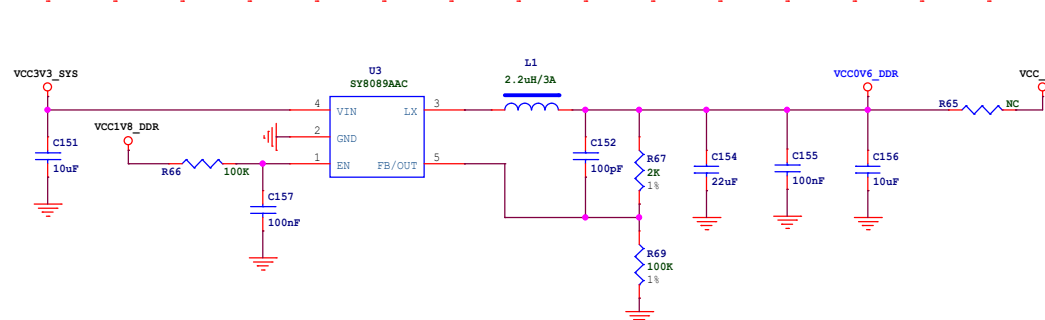 VCC3V3_SYS
C151
10uF
VCC1V8_DDR
R66
100K
C157
100nF
U3
SY8089AAC
4
VIN
LX
3
2
GND
1
EN
FB/OUT
5
L1
2.2uH/3A
C152
100pF
R67
2K
1%
R69
100K
1%
C154
22uF
C155
100nF
VCC0V6_DDR
C156
10uF
R65
NC
VCC_